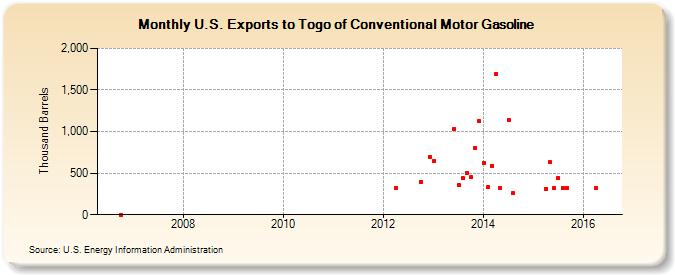 Monthly U.S. Exports to Togo of Conventional Motor Gasoline
Thousand Barrels
2,000
1,500
1,000
500
0
2008 2010 2012 2014 2016
Source: U.S. Energy Information Administration